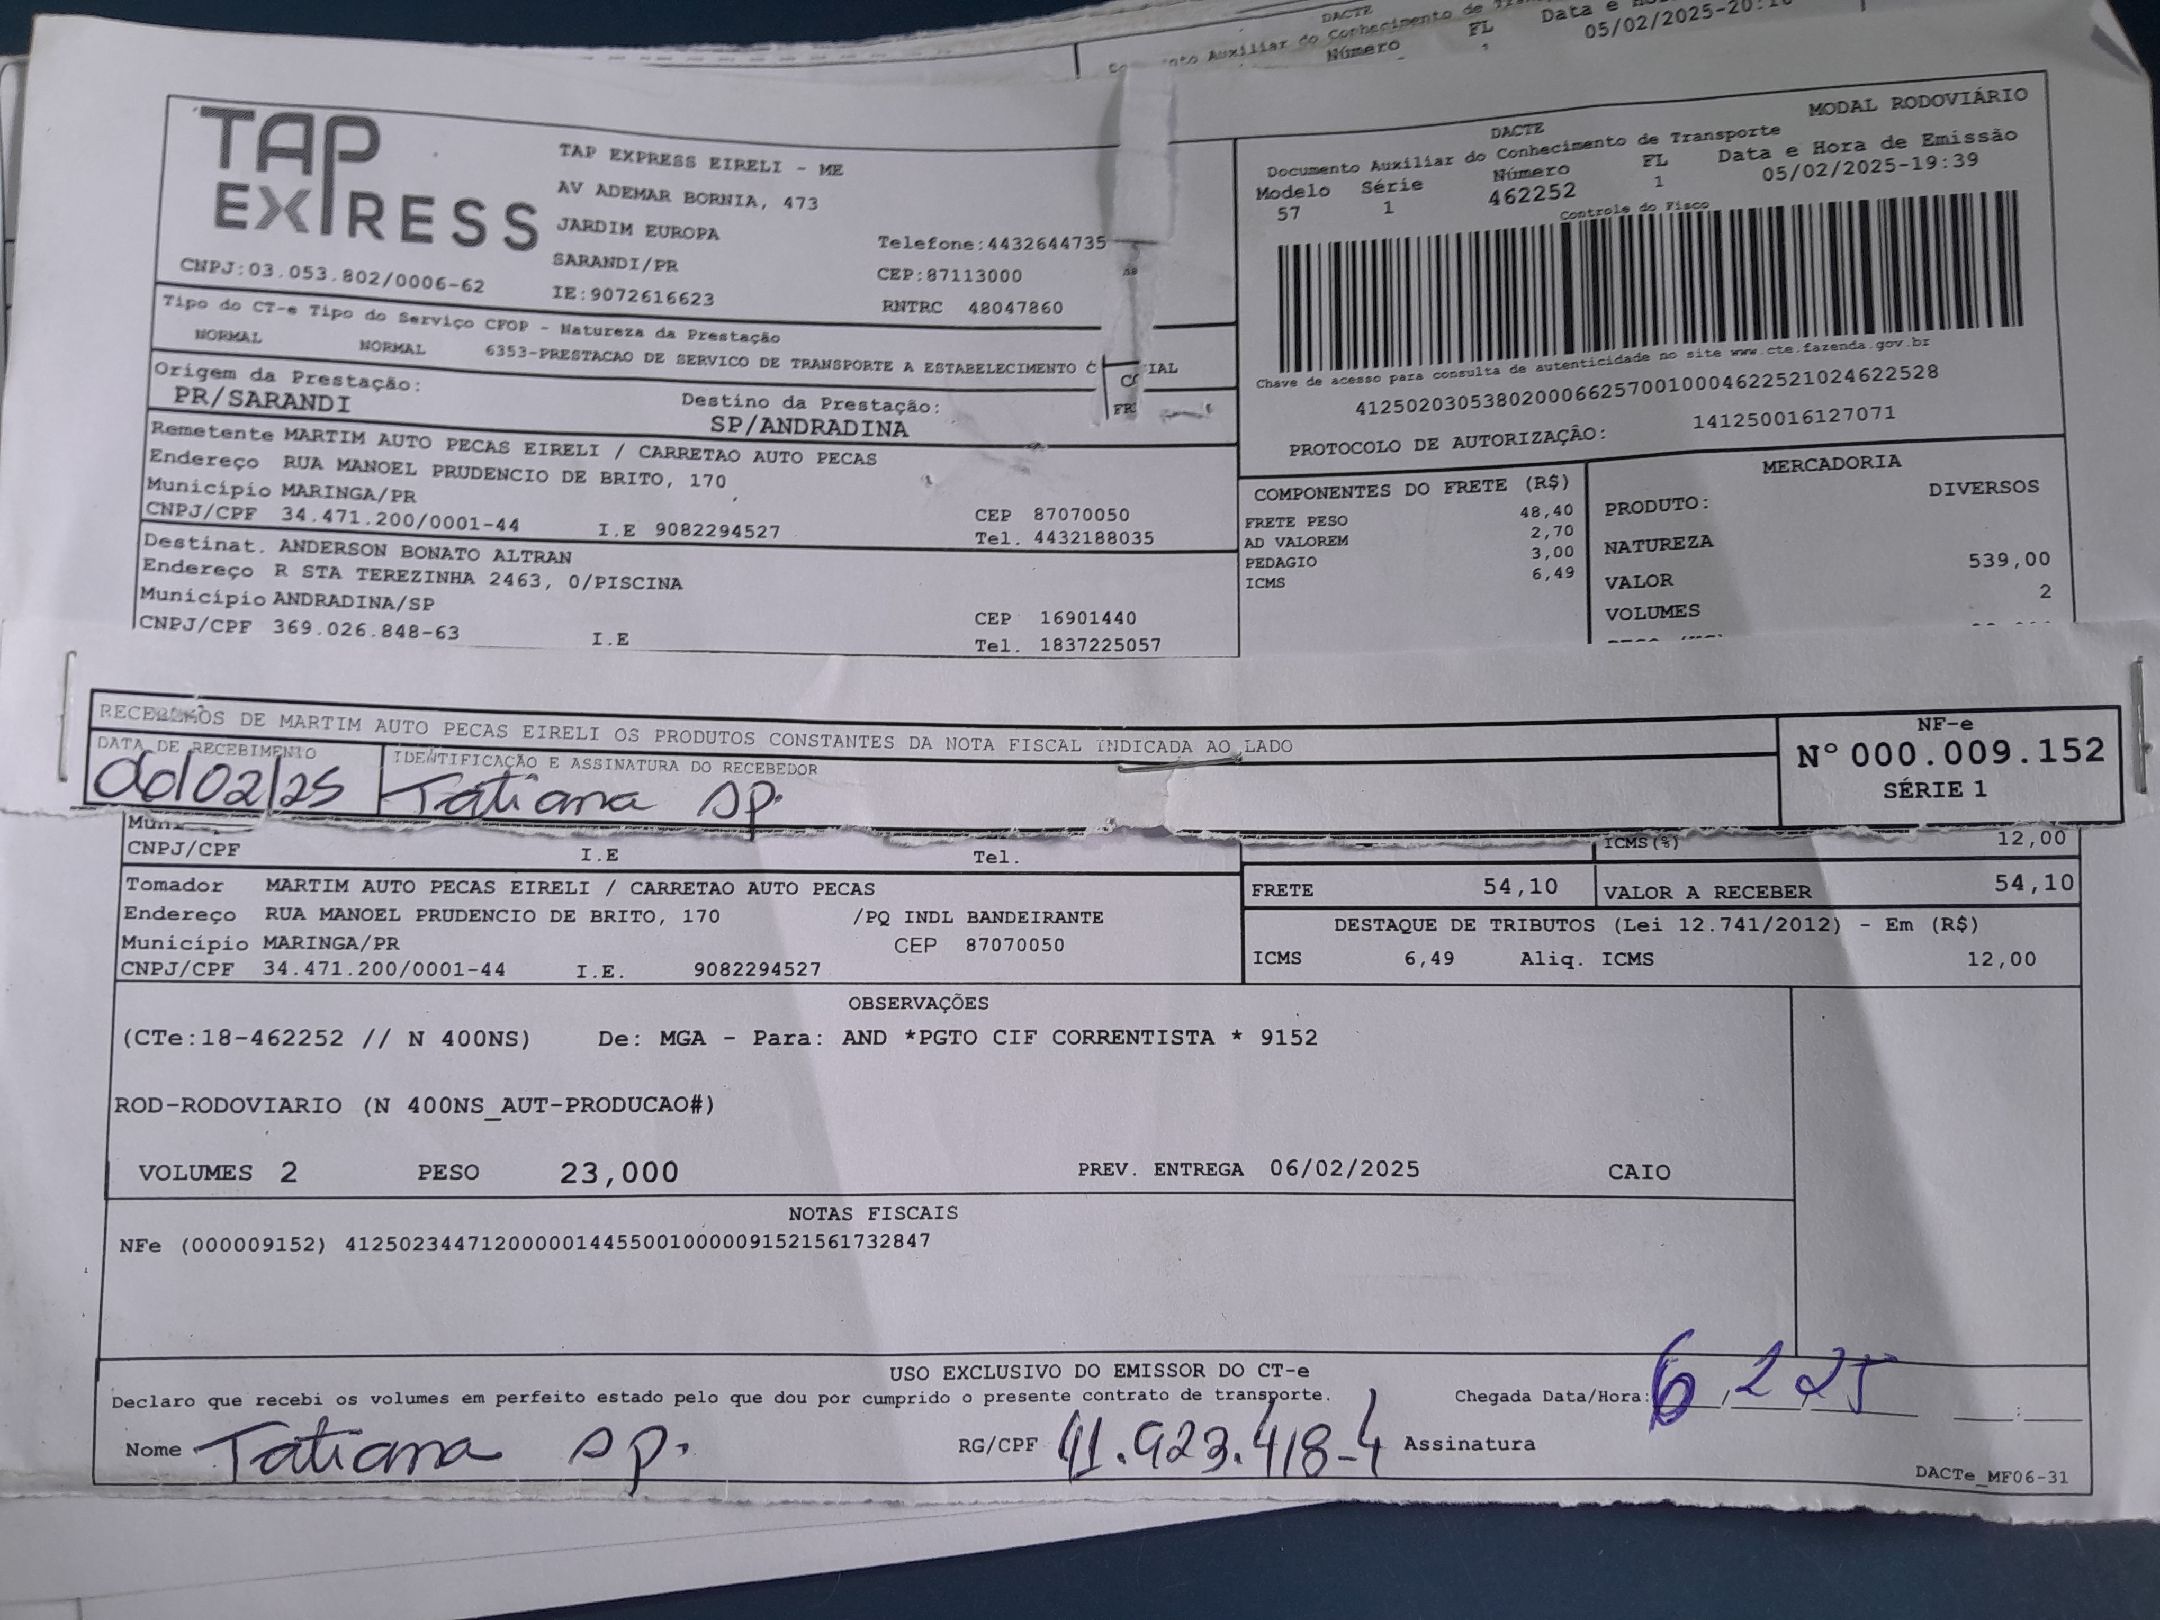 DACTE
to Auxiliar do Conhecimento de
Número FL Data e
05/02/2025-20:
TAP
EXPRESS
CNPJ:03.053.802/0006-62
TAP EXPRESS EIRELI - ME
AV ADEMAR BORNIA, 473
JARDIM EUROPA
SARANDI/PR
IE:9072616623
Telefone:4432644735
CEP:87113000
RNTRC 48047860
MODAL RODOVIÁRIO
DACTE
Documento Auxiliar do Conhecimento de Transporte
Modelo Série Número FL Data e Hora de Emissão
57 1 462252 1 05/02/2025-19:39
Controle do Fisco
Chave de acesso para consulta de autenticidade no site www.cte.fazenda.gov.br
41250203053802000662570010004622521024622528
PROTOCOLO DE AUTORIZAÇÃO: 141250016127071
Tipo do CT-e Tipo do Serviço CFOP - Natureza da Prestação
NORMAL NORMAL 6353-PRESTACAO DE SERVICO DE TRANSPORTE A ESTABELECIMENTO C IAL
Origem da Prestação: Destino da Prestação:
PR/SARANDI SP/ANDRADINA
Remetente MARTIM AUTO PECAS EIRELI / CARRETAO AUTO PECAS
Endereço RUA MANOEL PRUDENCIO DE BRITO, 170
Município MARINGA/PR CEP 87070050
CNPJ/CPF 34.471.200/0001-44 I.E 9082294527 Tel. 4432188035
Destinat. ANDERSON BONATO ALTRAN
Endereço R STA TEREZINHA 2463, 0/PISCINA
Município ANDRADINA/SP CEP 16901440
CNPJ/CPF 369.026.848-63 I.E Tel. 1837225057
COMPONENTES DO FRETE (R$)
FRETE PESO 48,40
AD VALOREM 2,70
PEDAGIO 3,00
ICMS 6,49
MERCADORIA
PRODUTO: DIVERSOS
NATUREZA
VALOR 539,00
VOLUMES 2
RECEBEMOS DE MARTIM AUTO PECAS EIRELI OS PRODUTOS CONSTANTES DA NOTA FISCAL INDICADA AO LADO
DATA DE RECEBIMENTO IDENTIFICAÇÃO E ASSINATURA DO RECEBEDOR
06/02/25 Tatiana sp.
NF-e
Nº 000.009.152
SÉRIE 1
CNPJ/CPF I.E Tel.
ICMS(%) 12,00
FRETE 54,10 VALOR A RECEBER 54,10
Tomador MARTIM AUTO PECAS EIRELI / CARRETAO AUTO PECAS
Endereço RUA MANOEL PRUDENCIO DE BRITO, 170 /PQ INDL BANDEIRANTE
Município MARINGA/PR CEP 87070050
CNPJ/CPF 34.471.200/0001-44 I.E. 9082294527
DESTAQUE DE TRIBUTOS (Lei 12.741/2012) - Em (R$)
ICMS 6,49 Aliq. ICMS 12,00
OBSERVAÇÕES
(CTe:18-462252 // N 400NS) De: MGA - Para: AND *PGTO CIF CORRENTISTA * 9152
ROD-RODOVIARIO (N 400NS_AUT-PRODUCAO#)
VOLUMES 2 PESO 23,000 PREV. ENTREGA 06/02/2025 CAIO
NOTAS FISCAIS
NFe (000009152) 41250234471200000144550010000091521561732847
USO EXCLUSIVO DO EMISSOR DO CT-e
Declaro que recebi os volumes em perfeito estado pelo que dou por cumprido o presente contrato de transporte. Chegada Data/Hora: 6 2 25
Nome Tatiana sp. RG/CPF 41.923.418-4 Assinatura
DACTe_MF06-31